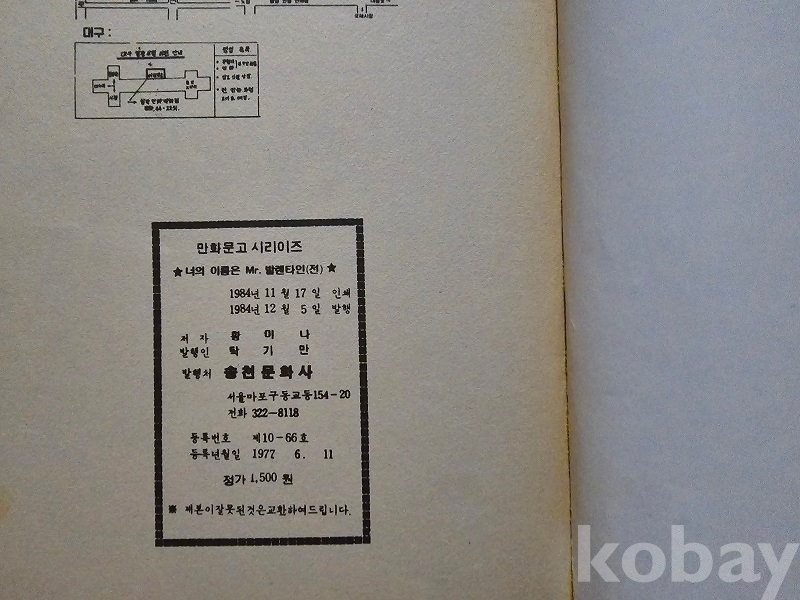 대구 :
만화문고 시리이즈
★ 너의 이름은 Mr. 발렌타인(전) ★
1984년 11 월 17 일 인쇄
1984년 12 월 5 일 발행
저 자 황 미 나
발행인 탁 기 만
발행처 송천문화사
서울마포구동교동154-20
전화 322-8118
등록번호 제10-66호
등록년월일 1977 6. 11
정가 1,500 원
※ 제본이잘못된것은교환하여드립니다.
kobay